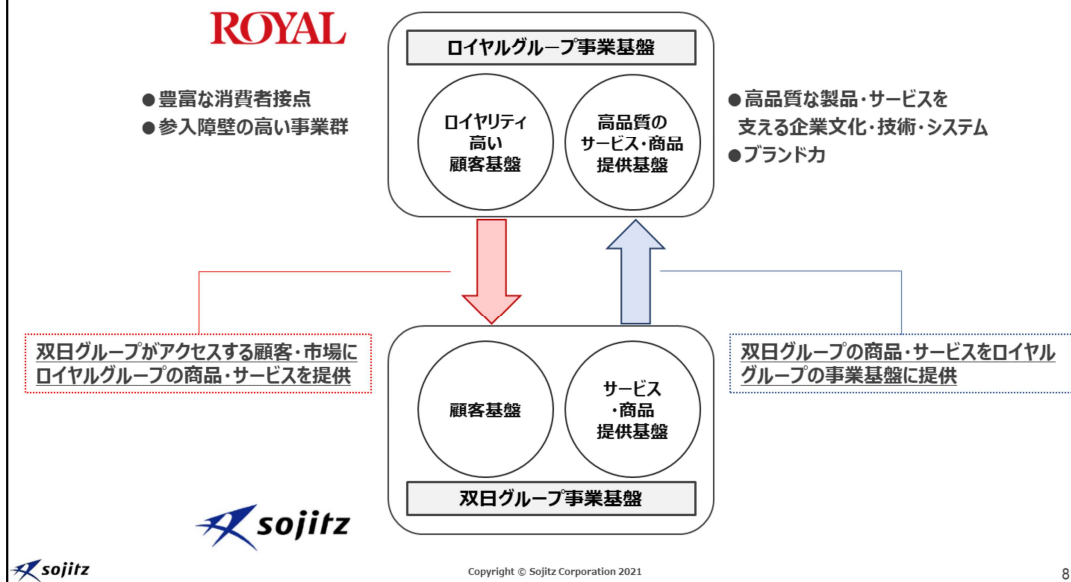 ROYAL
ロイヤルグループ事業基盤
●豊富な消費者接点
●参入障壁の高い事業群
ロイヤリティ
高い
顧客基盤
高品質の
サービス・商品
提供基盤
●高品質な製品・サービスを
支える企業文化・技術・システム
●ブランド力
双日グループがアクセスする顧客・市場に
ロイヤルグループの商品・サービスを提供
双日グループの商品・サービスをロイヤル
グループの事業基盤に提供
顧客基盤
サービス
・商品
提供基盤
双日グループ事業基盤
sojitz
sojitz
Copyright © Sojitz Corporation 2021
8